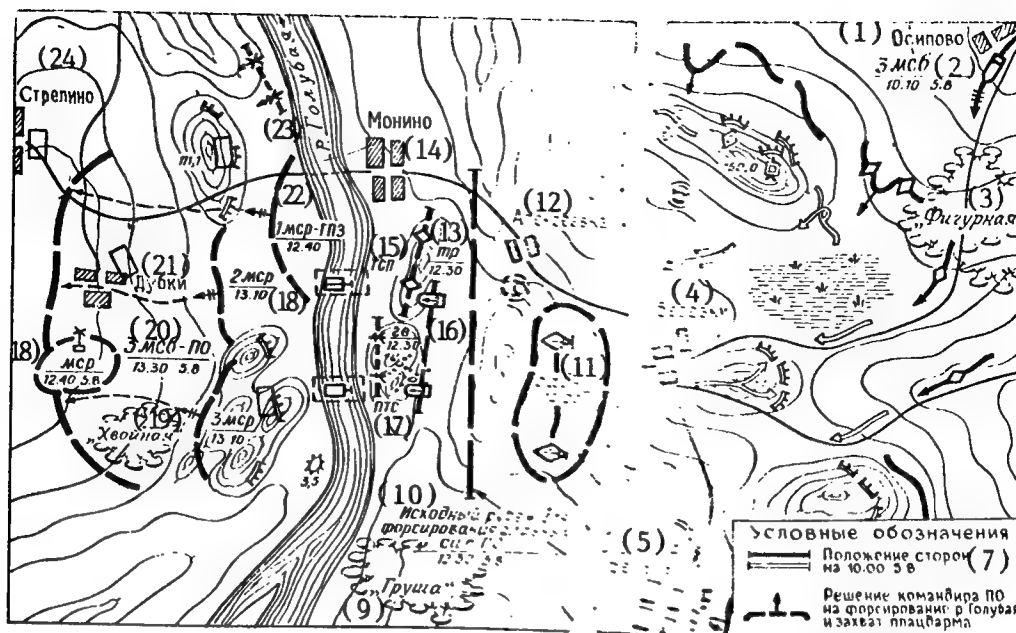 (24)
Стрелино
р. Голубая
(23)
Монино
(14)
(22)
1мср-ГПЗ
12.40
(15)
ГСП
(13)
тр
12.30
(12)
(21)
Дубки
2мср
13.10
(18)
(16)
(11)
(18)
(20)
3 мсб-ПО
13.30 5.8
мср
12.40 5.8
12.30
(19)
„Хвойная"
3мср
13.10
ПТС
(17)
3,5
(10)
Исходный
форсирования
„Груша"
(9)
(1)
Осипово
3мсб (2)
10.10 5.8
(3)
„Фигурная"
(4)
(5)
Условные обозначения
Положение сторон
на 10.00 5.8
(7)
Решение командира ПО
на форсирование р Голубая
и захват плацдарма